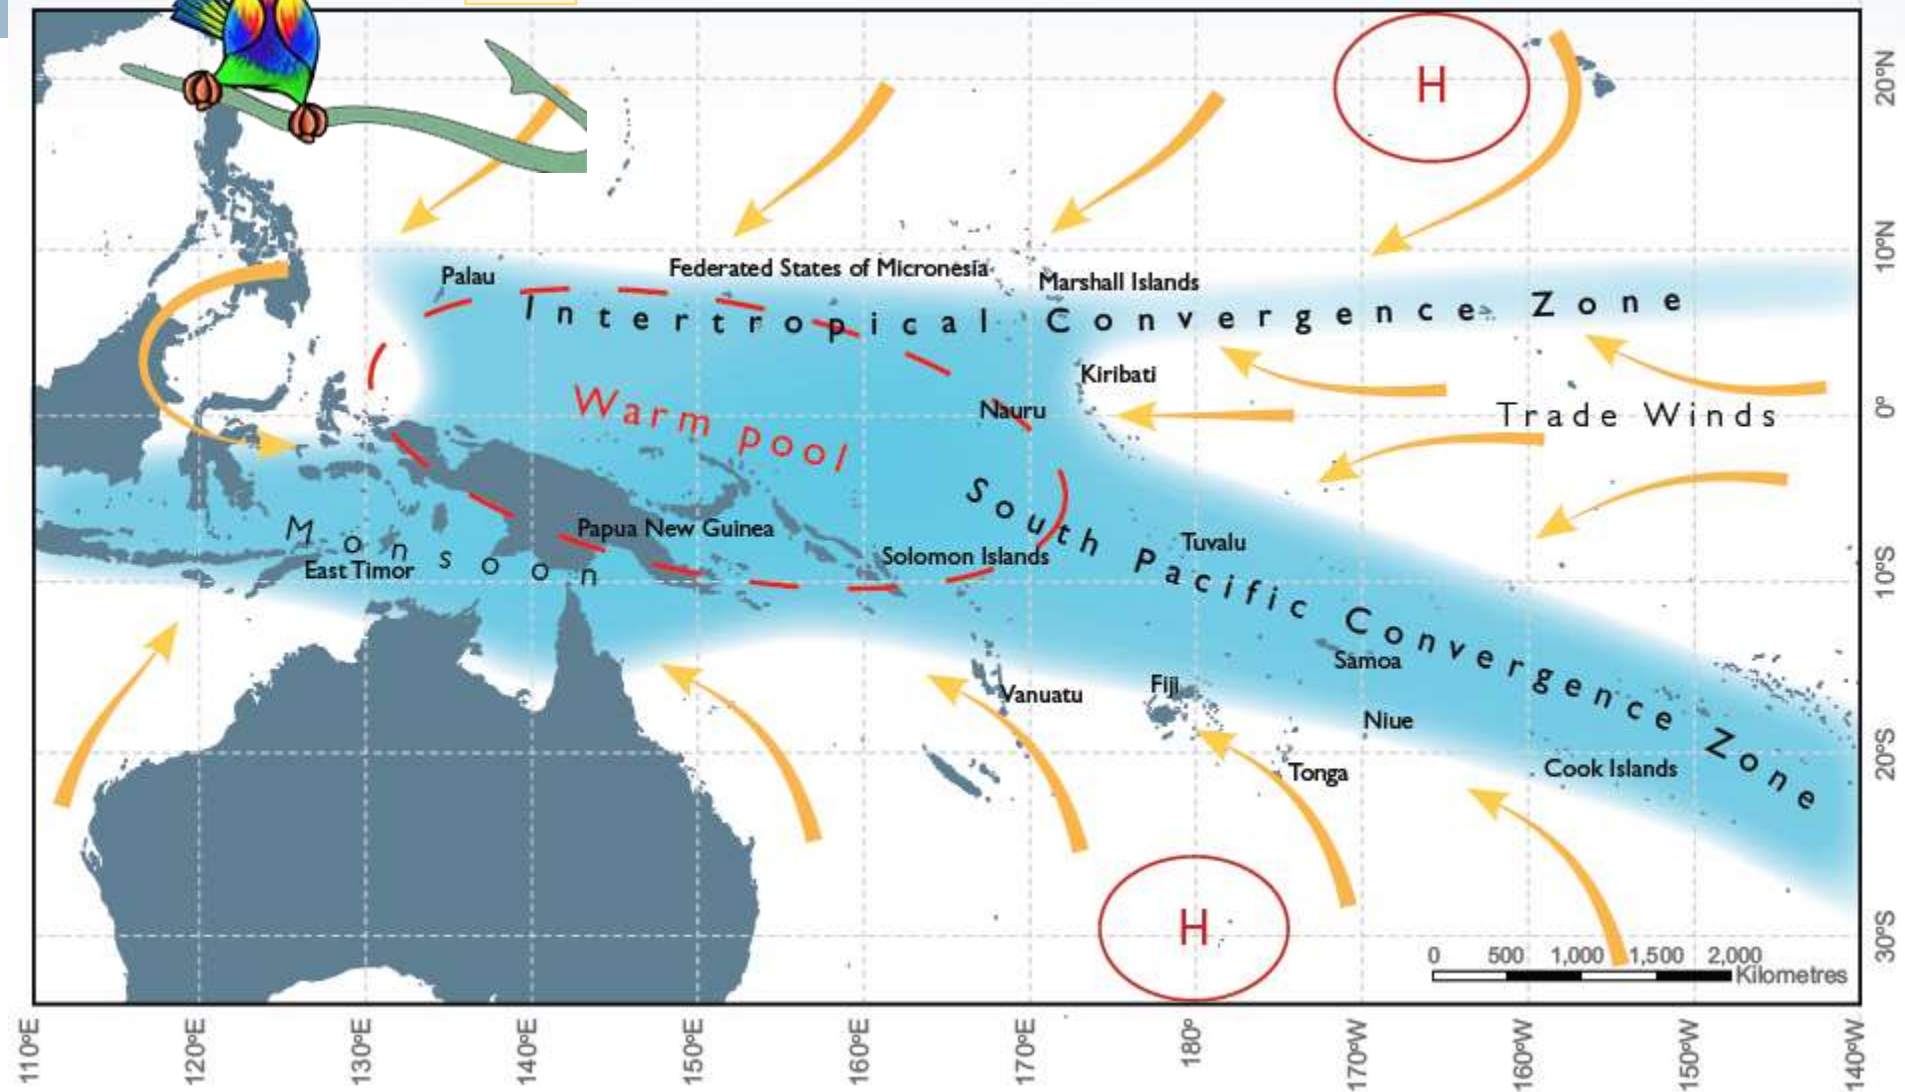 H
20°N
10°N
Palau
Federated States of Micronesia
Marshall Islands
Intertropical Convergence Zone
Kiribati
Warm pool
Nauru
Trade Winds
0°
South Pacific Convergence Zone
Papua New Guinea
Monsoon
East Timor
Solomon Islands
Tuvalu
10°S
Samoa
Vanuatu
Fiji
Niue
Tonga
Cook Islands
20°S
H
30°S
0 500 1,000 1,500 2,000
Kilometres
110°E 120°E 130°E 140°E 150°E 160°E 170°E 180° 170°W 160°W 150°W 140°W